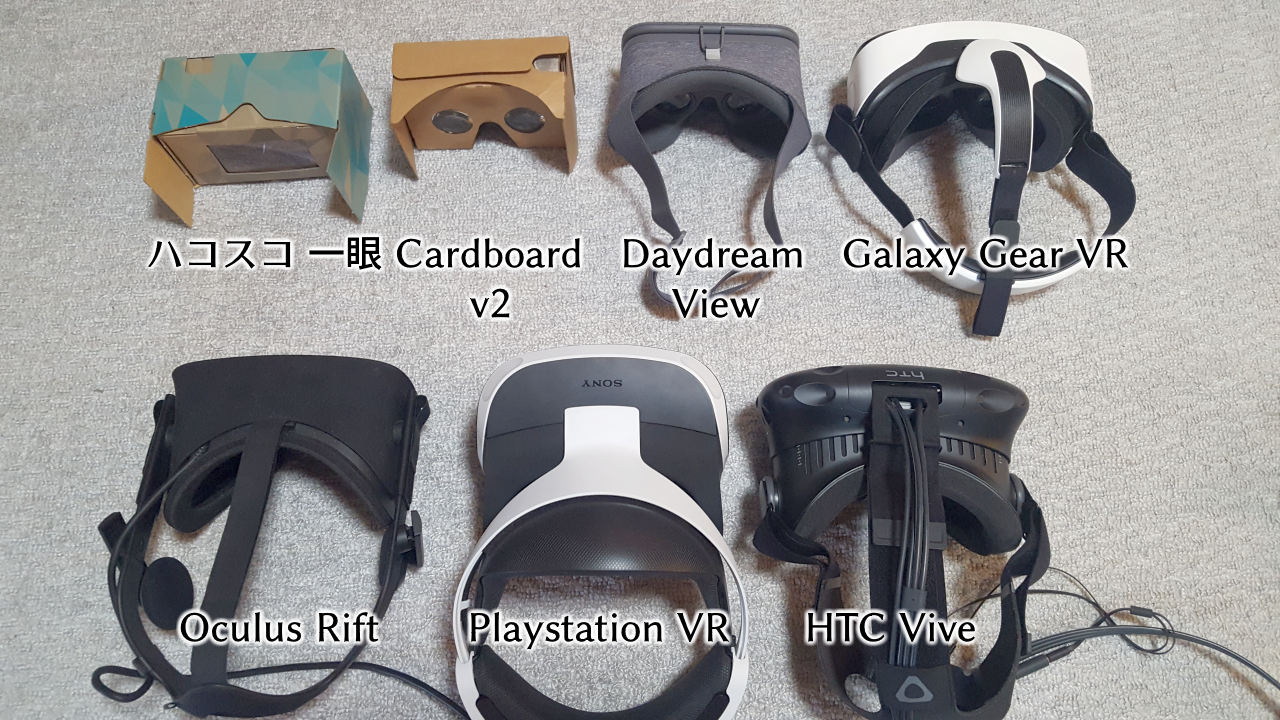 ハコスコ 一眼
Cardboard
v2
Daydream
View
Galaxy Gear VR
SONY
hTC
Oculus Rift
Playstation VR
HTC Vive